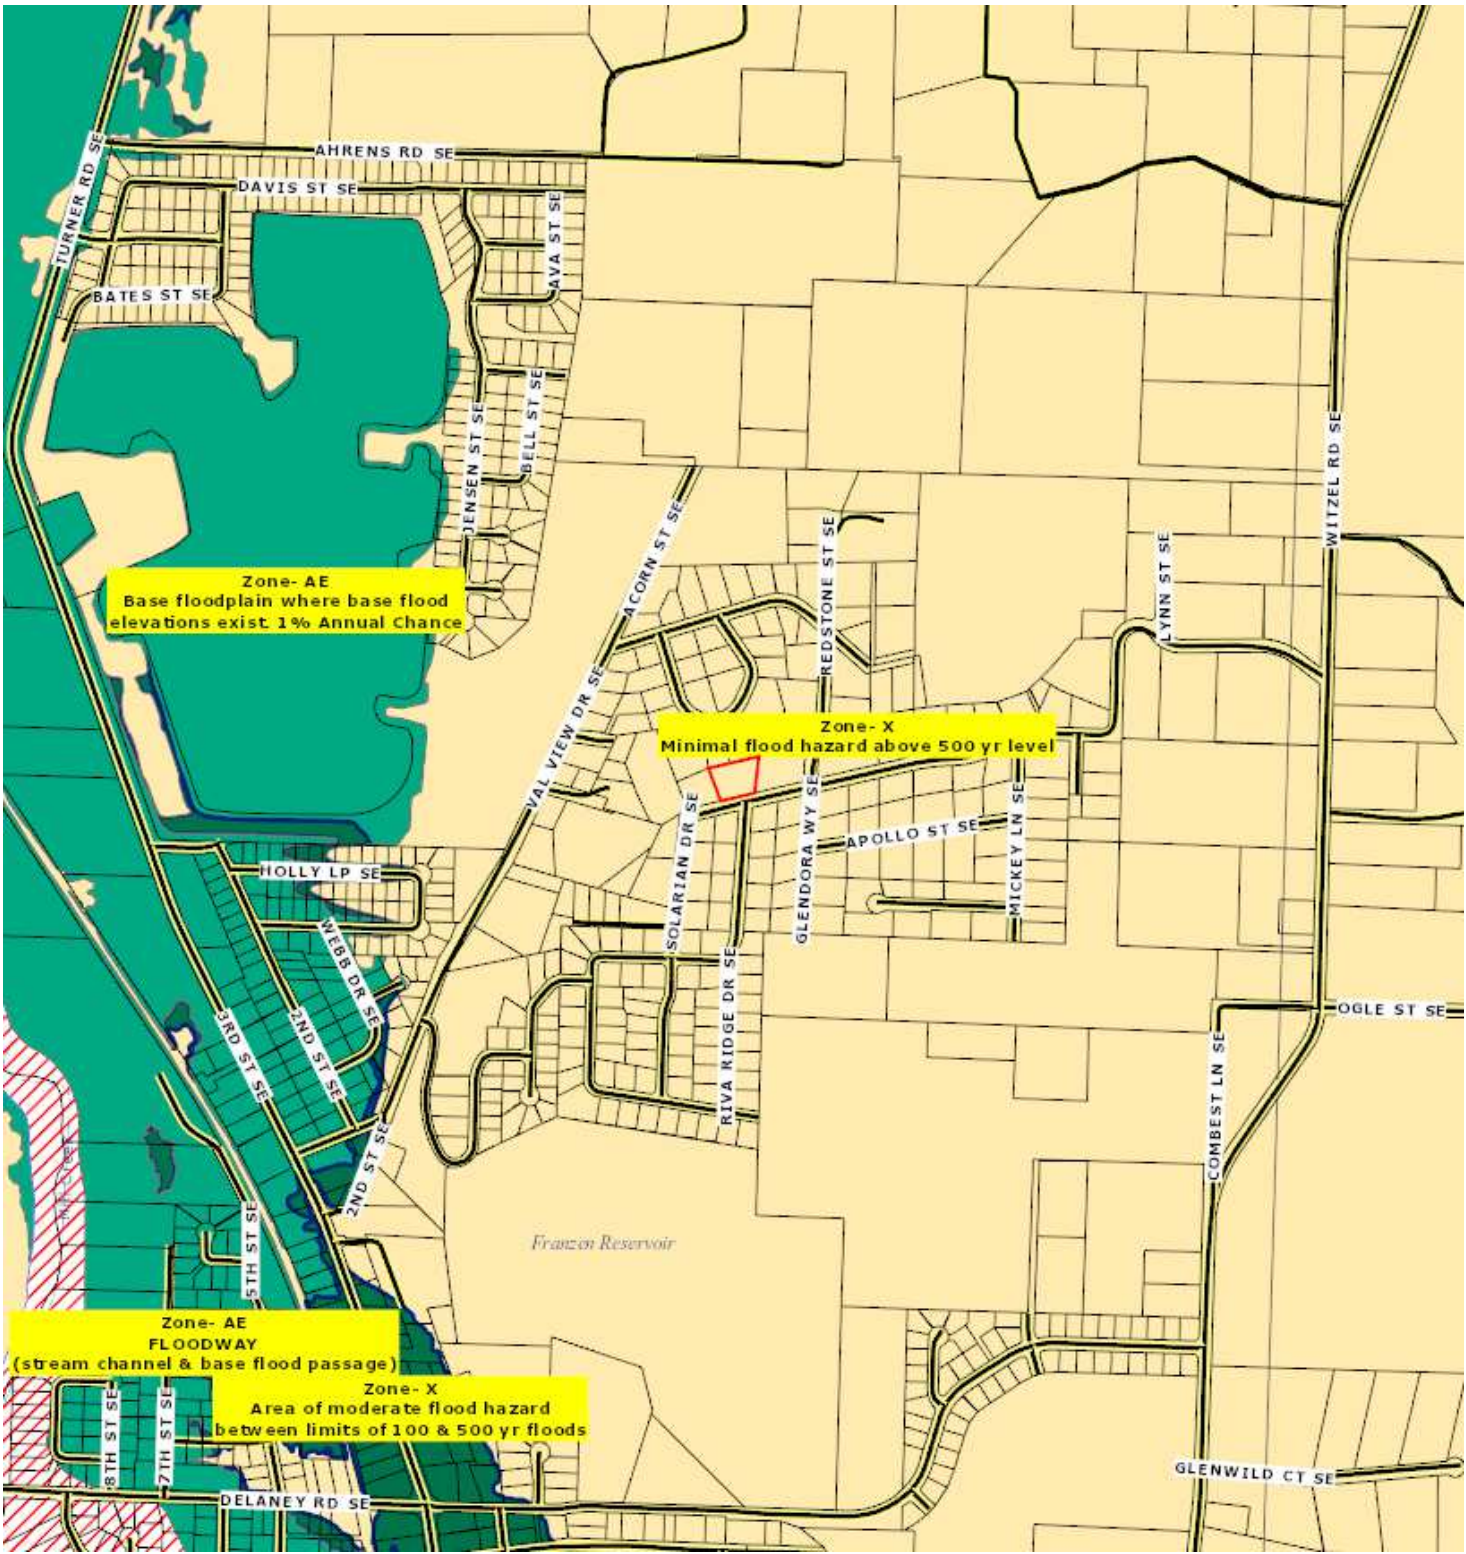 AHRENS RD SE
DAVIS ST SE
TURNER RD SE
AVA ST SE
BATES ST SE
BELL ST SE
JENSEN ST SE
WITZEL RD SE
ACORN ST SE
REDSTONE ST SE
LYNN ST SE
Zone- AE
Base floodplain where base flood
elevations exist. 1% Annual Chance
VAL VIEW DR SE
Zone- X
Minimal flood hazard above 500 yr level
SOLARIAN DR SE
GLENDORA WY SE
APOLLO ST SE
MICKEY LN SE
HOLLY LP SE
WEBB DR SE
3RD ST SE
2ND ST SE
RIVA RIDGE DR SE
OGLE ST SE
COMBEST LN SE
2ND ST SE
5TH ST SE
Franzen Reservoir
Zone- AE
FLOODWAY
(stream channel & base flood passage)
Zone- X
Area of moderate flood hazard
between limits of 100 & 500 yr floods
8TH ST SE
7TH ST SE
DELANEY RD SE
GLENWILD CT SE